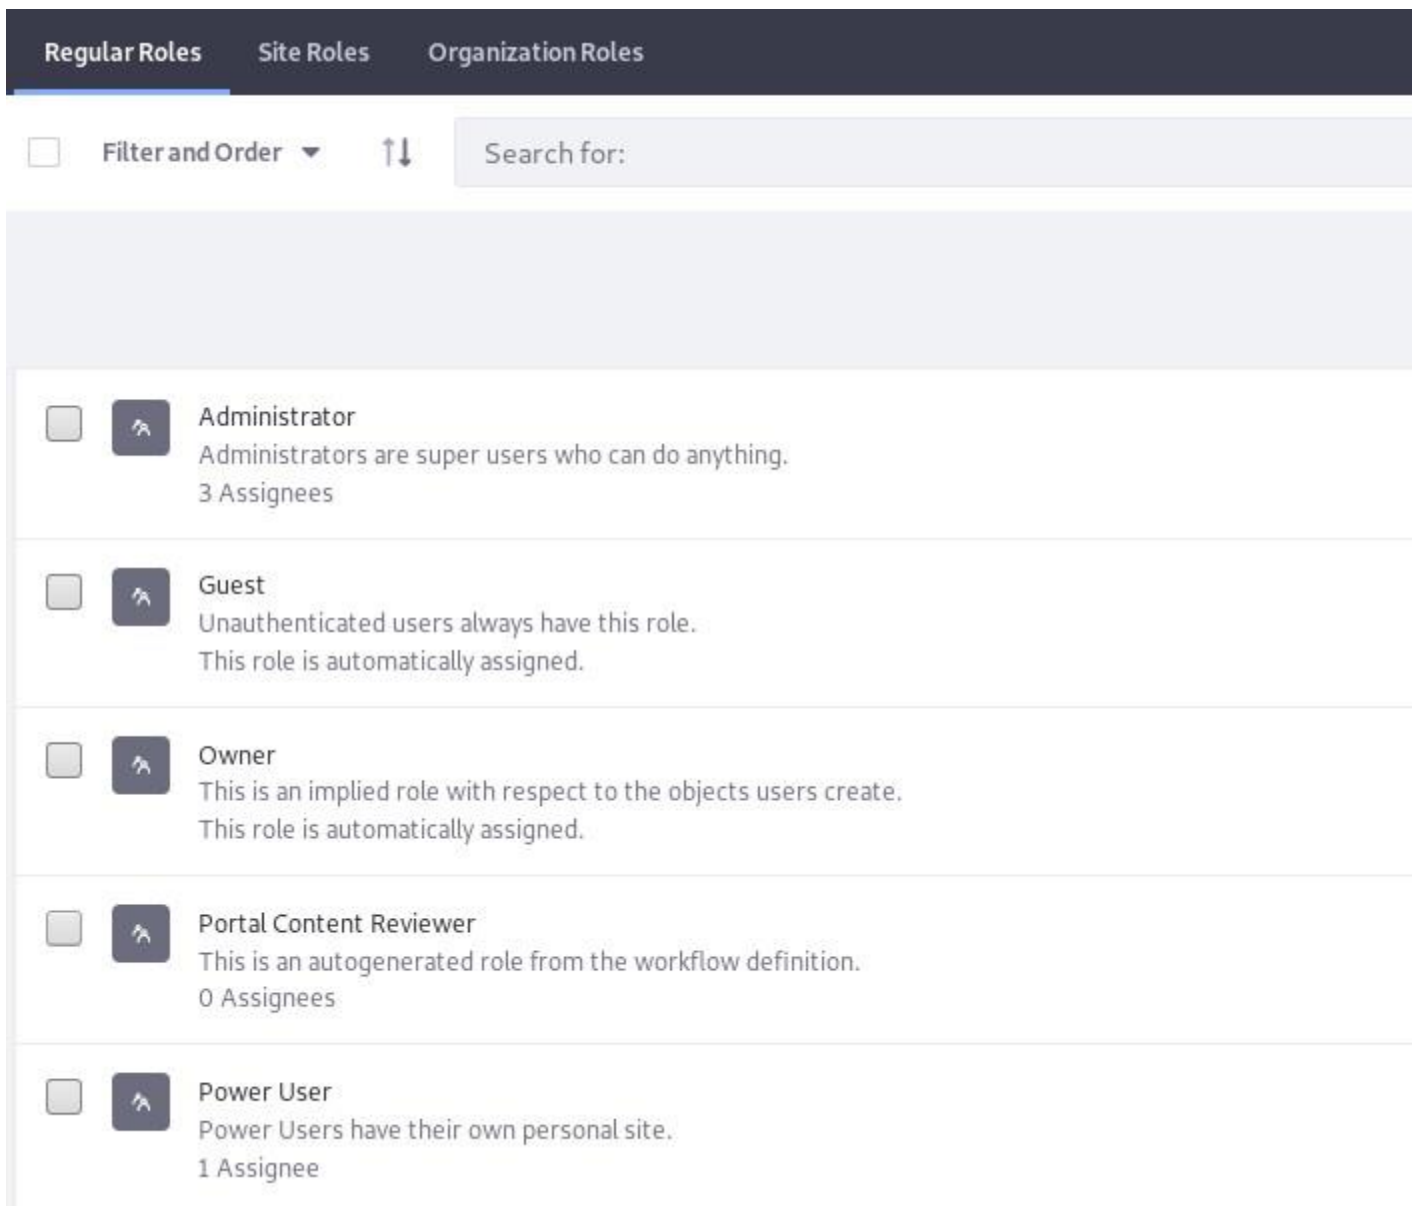 Regular Roles Site Roles Organization Roles
Filter and Order Search for:
Administrator
Administrators are super users who can do anything.
3 Assignees
Guest
Unauthenticated users always have this role.
This role is automatically assigned.
Owner
This is an implied role with respect to the objects users create.
This role is automatically assigned.
Portal Content Reviewer
This is an autogenerated role from the workflow definition.
0 Assignees
Power User
Power Users have their own personal site.
1 Assignee